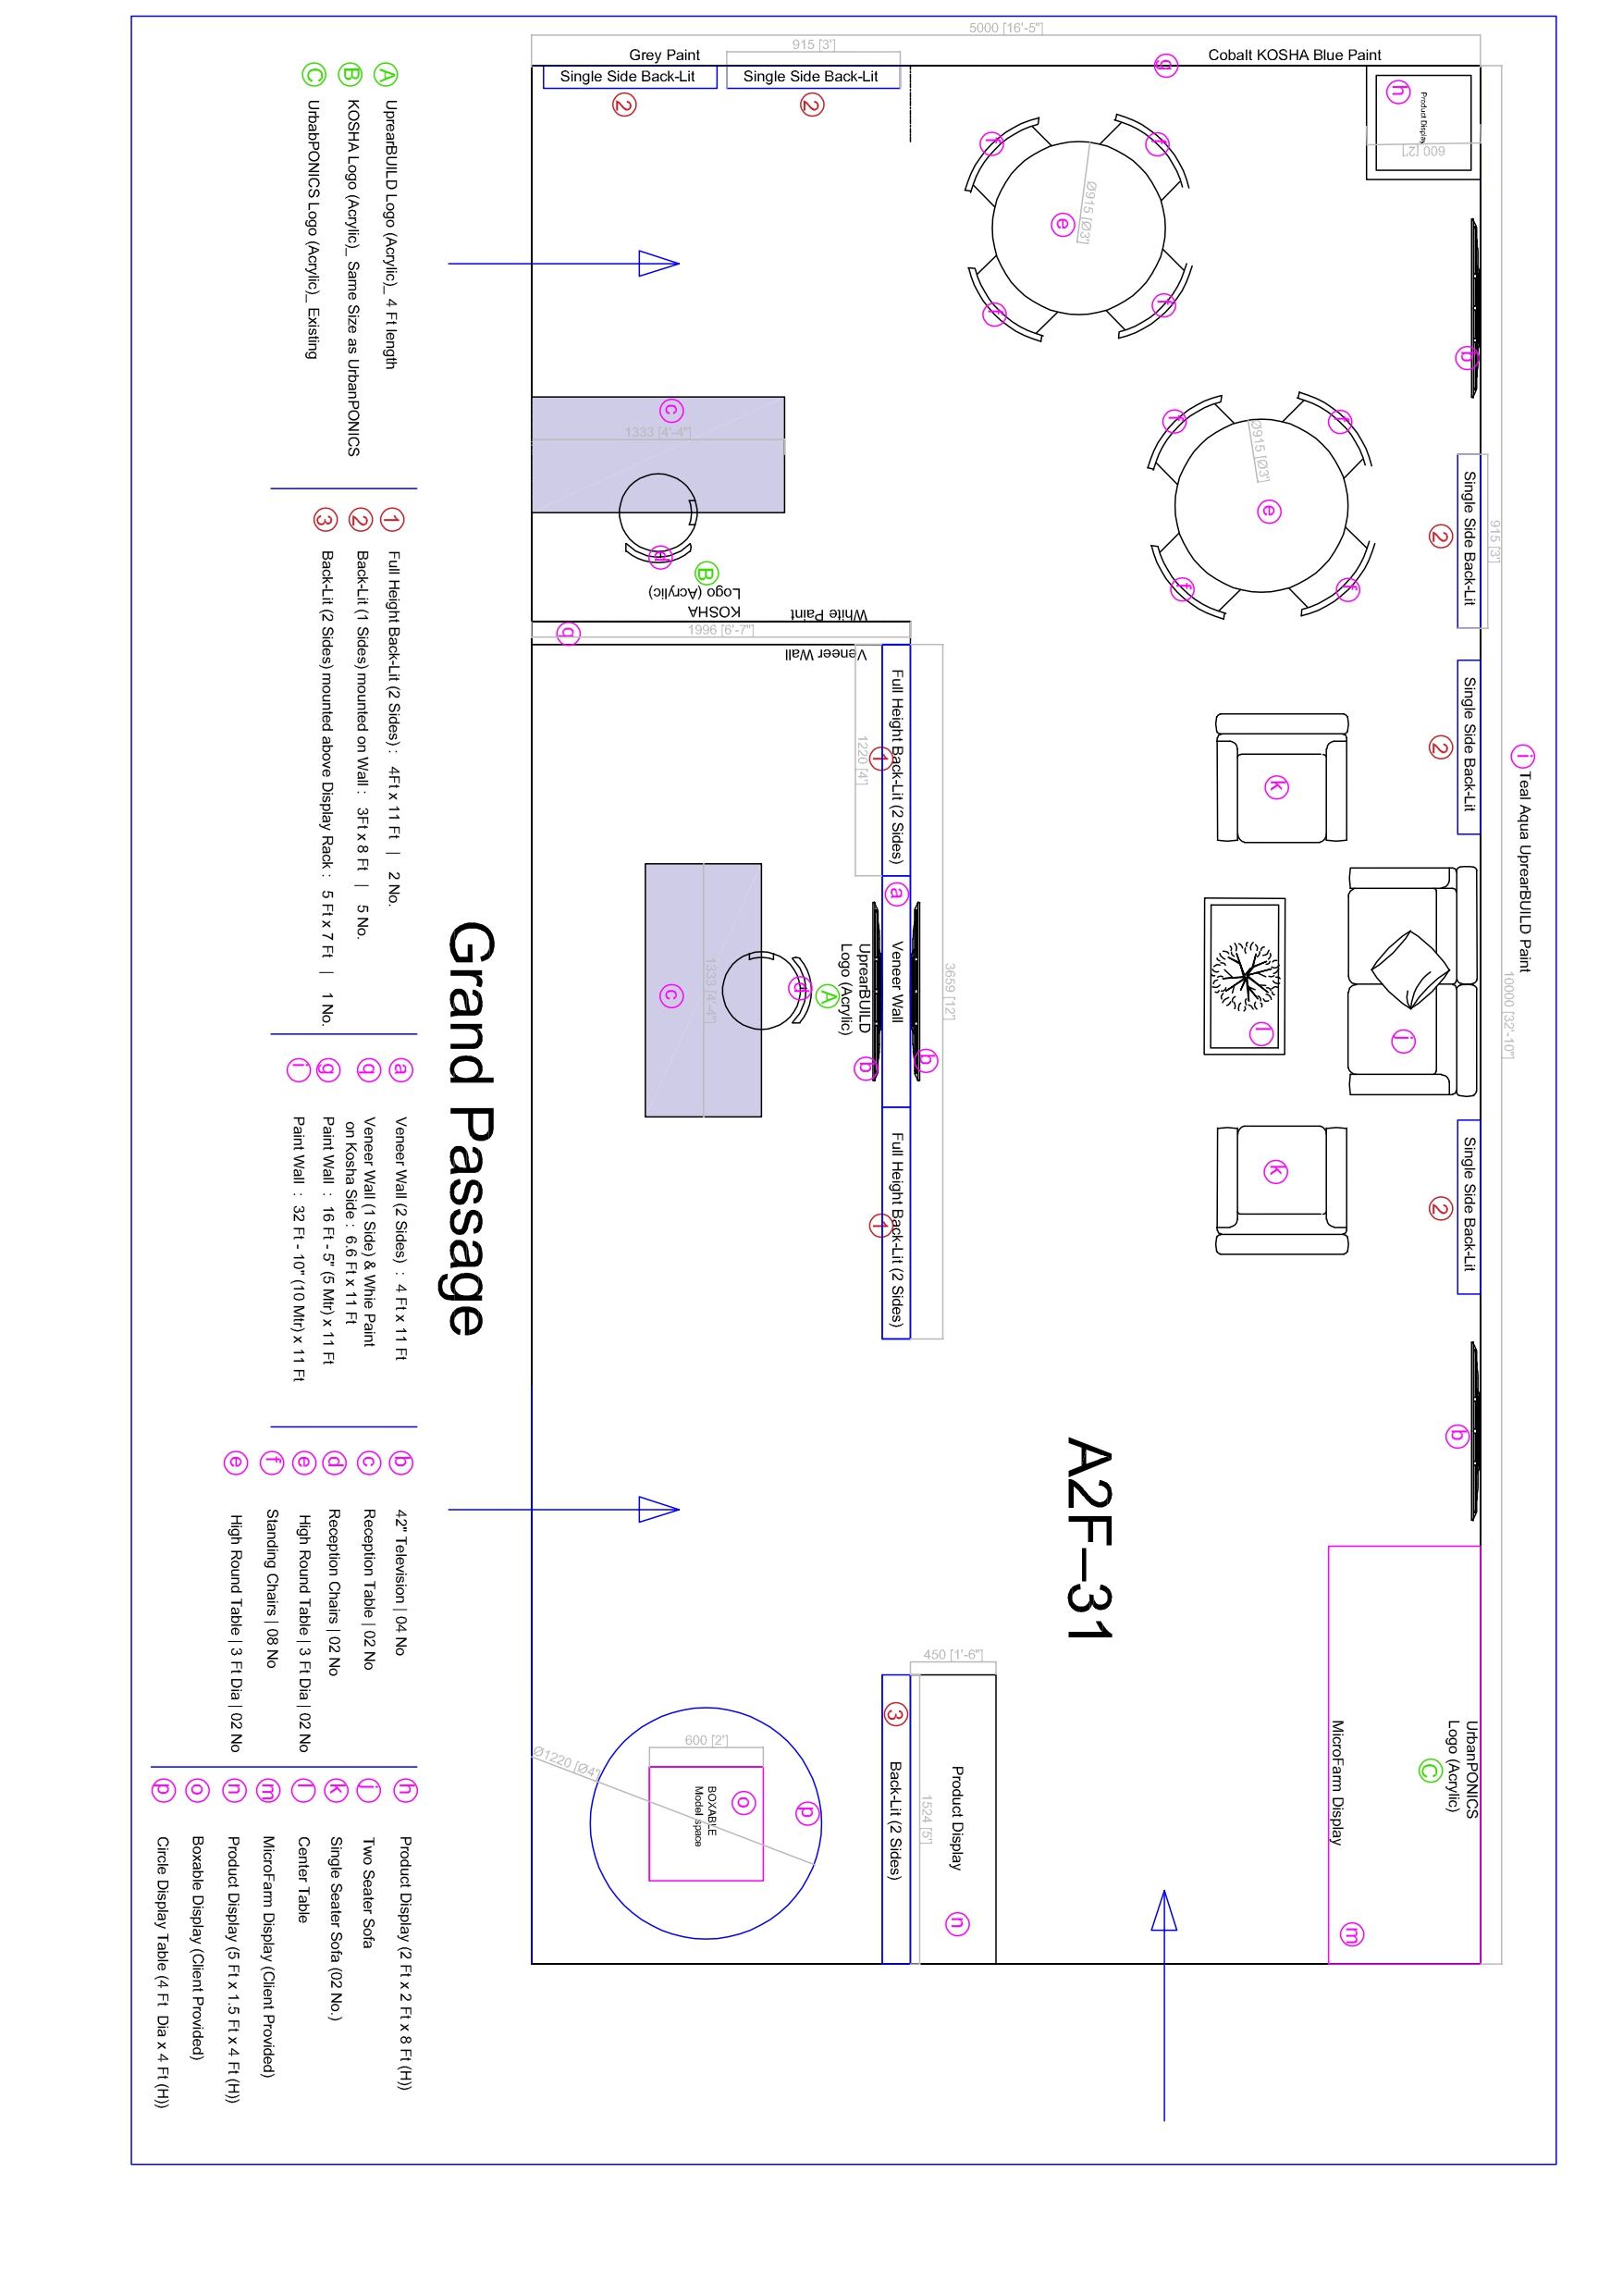 i Teal Aqua UprearBUILD Paint
10000 [32'-10"]
915 [3']
b
Single Side Back-Lit
Single Side Back-Lit
Single Side Back-Lit
b
2
2
2
UrbanPONICS
Logo (Acrylic)
C
MicroFarm Display
m
Product Display
600 [2']
h
Cobalt KOSHA Blue Paint
g
5000 [16'-5"]
f
f
e
Ø915 [Ø3']
f
f
j
k
l
k
f
f
Ø915 [Ø3']
e
f
f
A2F–31
Product Display
n
450 [1'-6"]
1524 [5']
3
Back-Lit (2 Sides)
3659 [12']
b
Full Height Back-Lit (2 Sides)
a
Veneer Wall
Full Height Back-Lit (2 Sides)
1
1
1220 [4']
b
UprearBUILD
Logo (Acrylic)
A
d
1333 [4'-4"]
c
White Paint
Veneer Wall
KOSHA
Logo (Acrylic)
B
1996 [6'-7"]
q
915 [3']
Single Side Back-Lit
2
Grey Paint
Single Side Back-Lit
2
c
1333 [4'-4"]
d
p
o
BOXABLE
Model space
600 [2']
Ø1220 [Ø4']
Grand Passage
A UprearBUILD Logo (Acrylic)_ 4 Ft length
B KOSHA Logo (Acrylic)_ Same Size as UrbanPONICS
C UrbabPONICS Logo (Acrylic)_ Existing
1 Full Height Back-Lit (2 Sides) : 4Ft x 11 Ft | 2 No.
2 Back-Lit (1 Sides) mounted on Wall : 3Ft x 8 Ft | 5 No.
3 Back-Lit (2 Sides) mounted above Display Rack : 5 Ft x 7 Ft | 1 No.
a Veneer Wall (2 Sides) : 4 Ft x 11 Ft
q Veneer Wall (1 Side) & Whie Paint
on Kosha Side : 6.6 Ft x 11 Ft
g Paint Wall : 16 Ft - 5" (5 Mtr) x 11 Ft
i Paint Wall : 32 Ft - 10" (10 Mtr) x 11 Ft
b 42" Television | 04 No
c Reception Table | 02 No
d Reception Chairs | 02 No
e High Round Table | 3 Ft Dia | 02 No
f Standing Chairs | 08 No
e High Round Table | 3 Ft Dia | 02 No
h Product Display (2 Ft x 2 Ft x 8 Ft (H))
j Two Seater Sofa
k Single Seater Sofa (02 No.)
l Center Table
m MicroFarm Display (Client Provided)
n Product Display (5 Ft x 1.5 Ft x 4 Ft (H))
o Boxable Display (Client Provided)
p Circle Display Table (4 Ft Dia x 4 Ft (H))